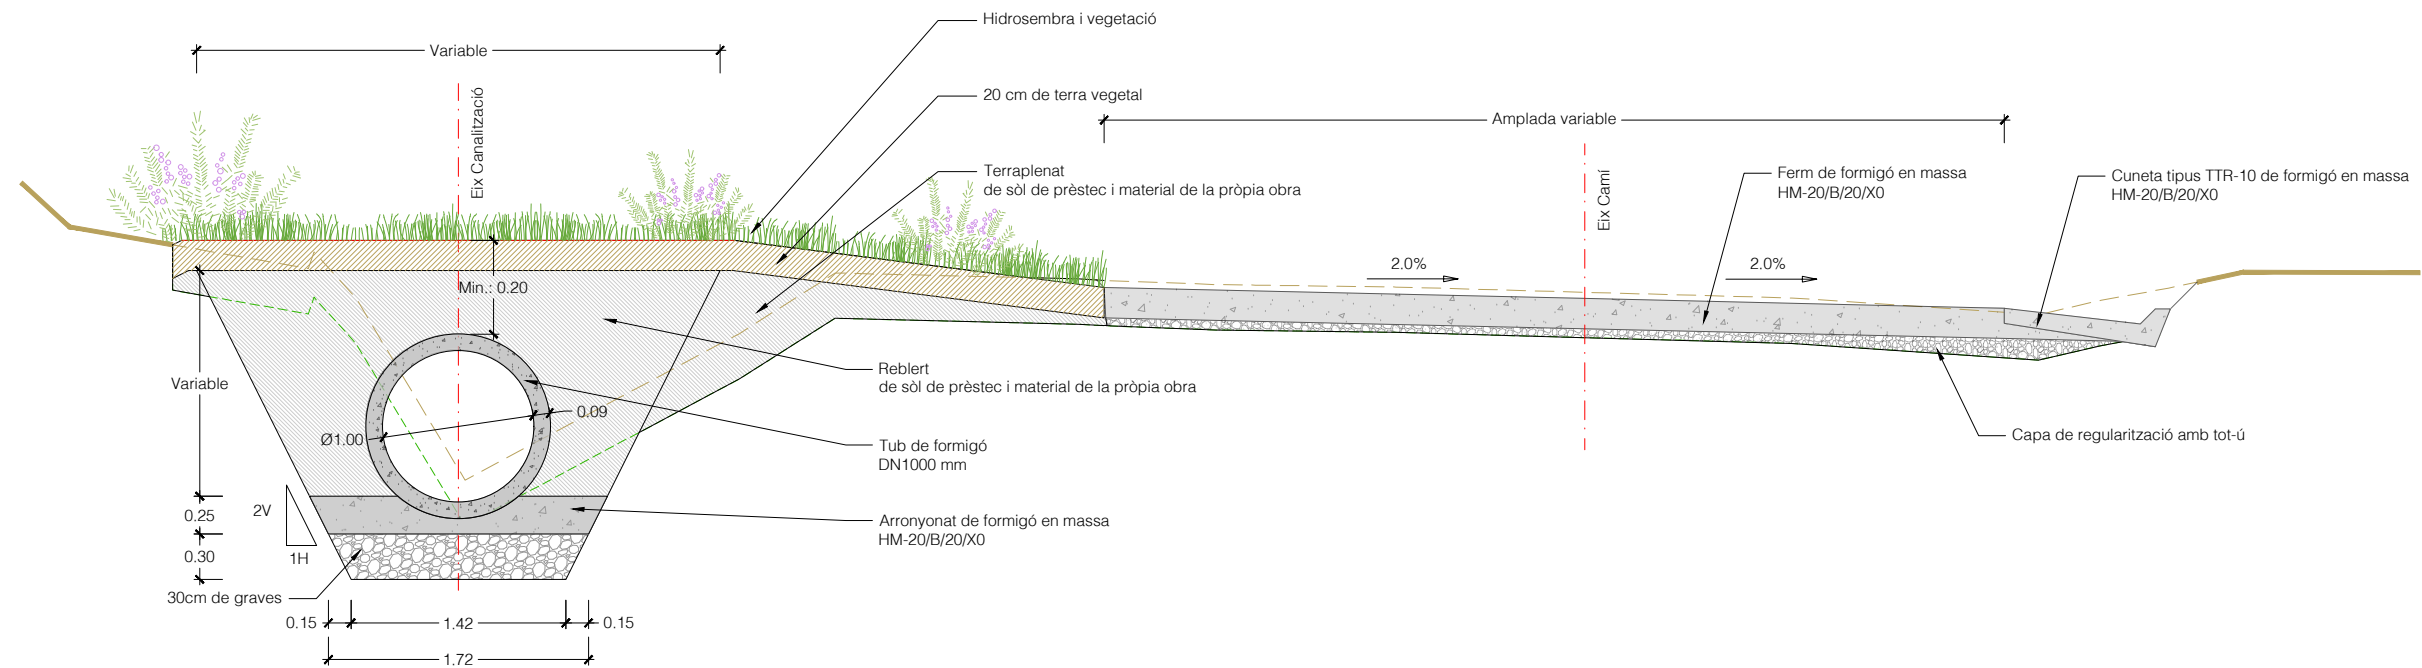 Hidrosembra i vegetació
Variable
Eix Canalització
20 cm de terra vegetal
Amplada variable
Terraplenat
de sòl de prèstec i material de la pròpia obra
Ferm de formigó en massa
HM-20/B/20/X0
Cuneta tipus TTR-10 de formigó en massa
HM-20/B/20/X0
Eix Camí
2.0%
2.0%
Min.: 0.20
Reblert
de sòl de prèstec i material de la pròpia obra
Variable
0.09
Ø1.00
Tub de formigó
DN1000 mm
Capa de regularització amb tot-ú
0.25
2V
Arronyonat de formigó en massa
HM-20/B/20/X0
0.30
1H
30cm de graves
0.15
1.42
0.15
1.72